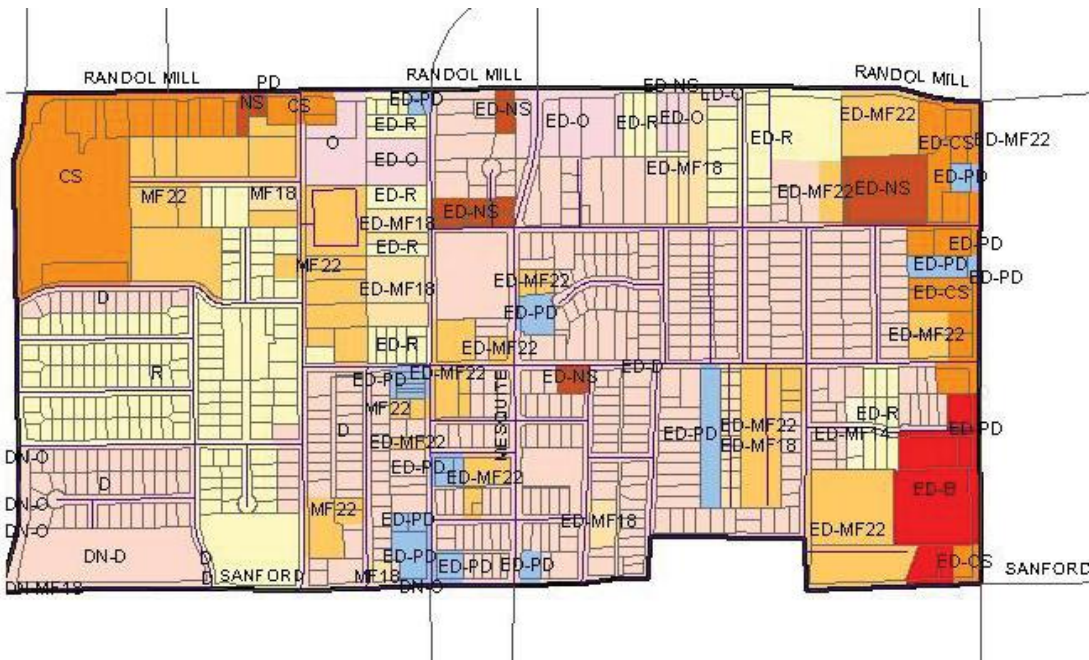 RANDOL MILL
PD
RANDOL MILL
RANDOL MILL
NS
CS
ED-PD
ED-NS
ED-NS
ED-O
ED-MF22
ED-R
ED-O
ED-R
ED-O
ED-R
O
ED-CS
ED-MF22
ED-O
ED-MF18
CS
MF22
MF18
ED-R
ED-MF22
ED-NS
ED-PD
ED-NS
ED-MF18
ED-R
ED-PD
MF22
ED-MF22
ED-PD
ED-PD
D
ED-MF18
ED-CS
ED-PD
ED-MF22
ED-R
ED-MF22
R
ED-PD
ED-MF22
ED-NS
ED-D
MESQUTE
MF22
ED-R
D
ED-MF22
ED-PD
ED-MF22
ED-MF14
ED-PD
ED-MF18
DN-O
D
ED-PD
ED-MF22
ED-B
DN-O
MF22
ED-PD
ED-MF18
DN-O
ED-MF22
DN-D
D
ED-PD
ED-PD
ED-PD
ED-CS
D
SANFORD
MF18
SANFORD
DN-MF18
DN-O